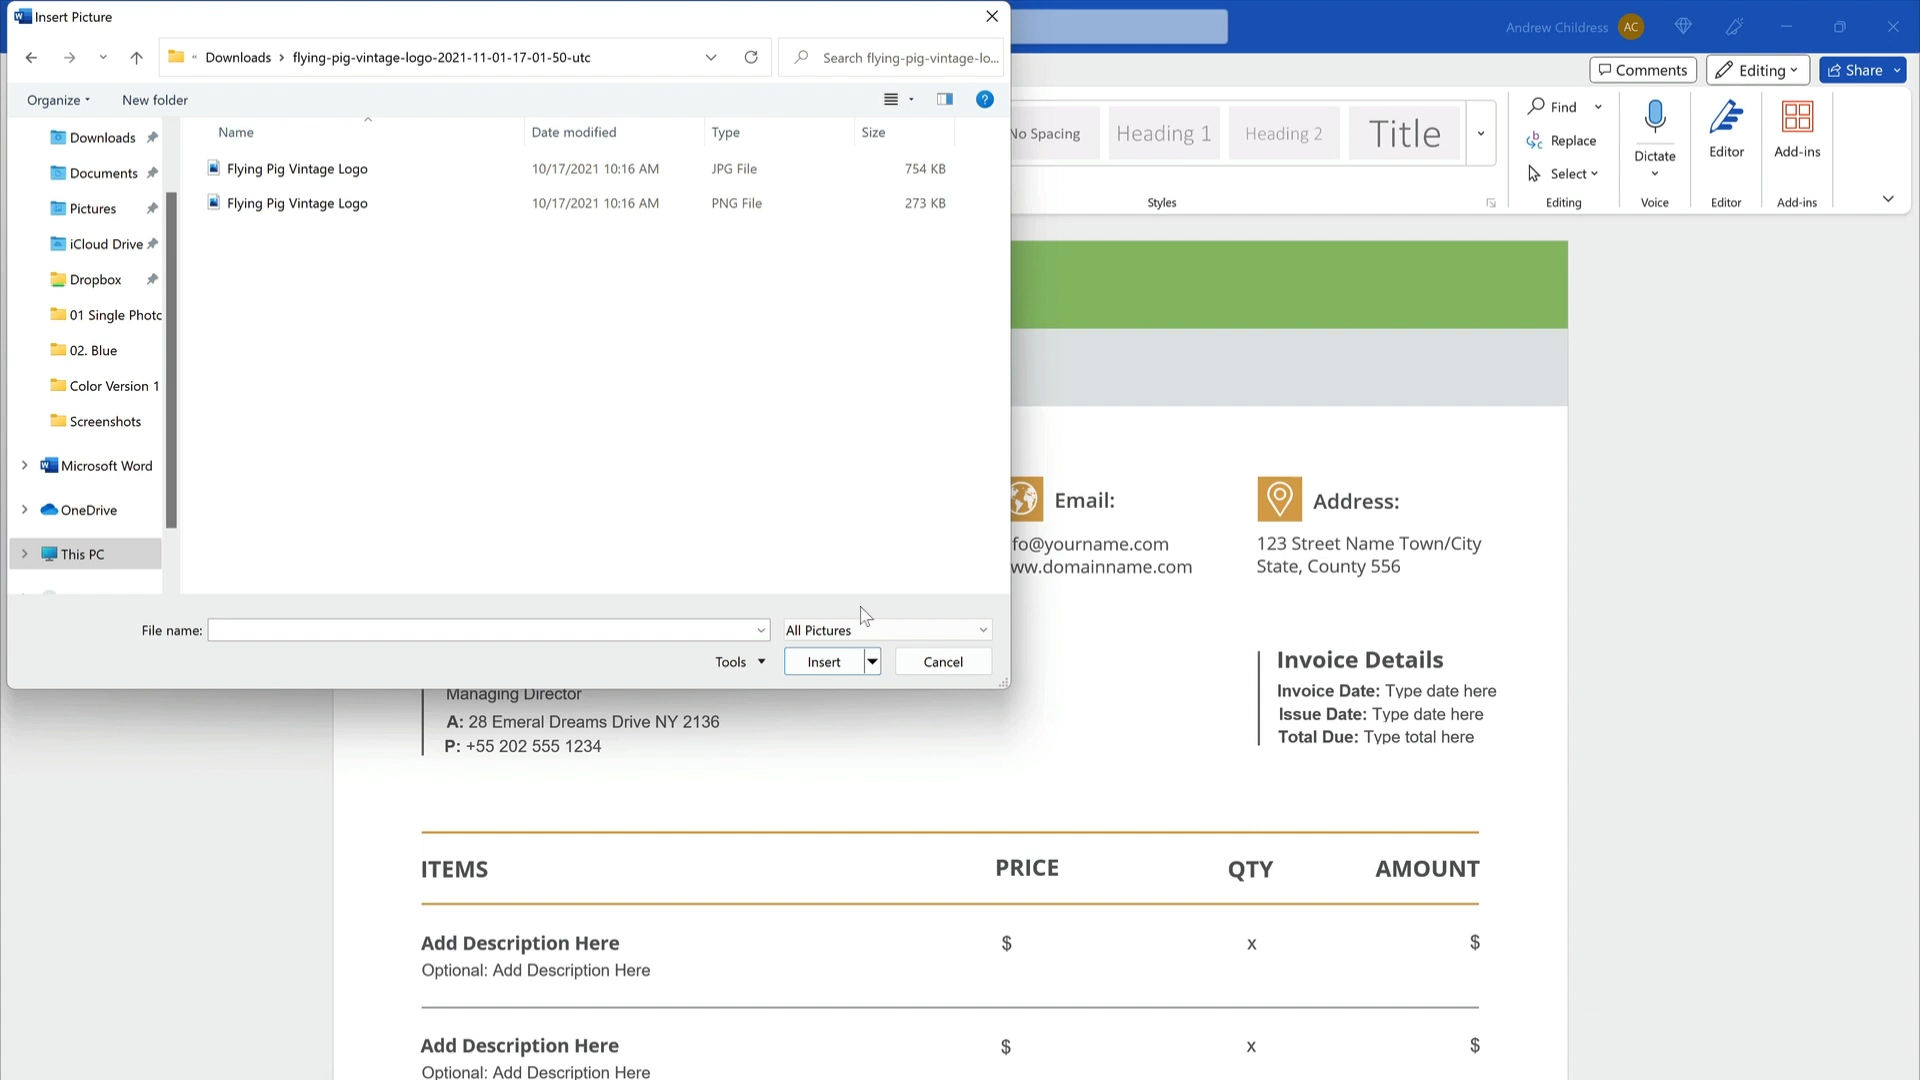 Insert Picture
Andrew Childress AC
Downloads › flying-pig-vintage-logo-2021-11-01-17-01-50-utc
Search flying-pig-vintage-lo...
Comments
Editing
Share
Organize
New folder
Name
Date modified
Type
Size
Flying Pig Vintage Logo 10/17/2021 10:16 AM JPG File 754 KB
Flying Pig Vintage Logo 10/17/2021 10:16 AM PNG File 273 KB
Downloads
Documents
Pictures
iCloud Drive
Dropbox
01 Single Photo
02. Blue
Color Version 1
Screenshots
Microsoft Word
OneDrive
This PC
File name:
All Pictures
Tools
Insert
Cancel
No Spacing
Heading 1
Heading 2
Title
Styles
Find
Replace
Select
Editing
Dictate
Voice
Editor
Editor
Add-ins
Add-ins
Email:
fo@yourname.com
ww.domainname.com
Address:
123 Street Name Town/City
State, County 556
Managing Director
A: 28 Emeral Dreams Drive NY 2136
P: +55 202 555 1234
Invoice Details
Invoice Date: Type date here
Issue Date: Type date here
Total Due: Type total here
ITEMS PRICE QTY AMOUNT
Add Description Here $ x $
Optional: Add Description Here
Add Description Here $ x $
Optional: Add Description Here